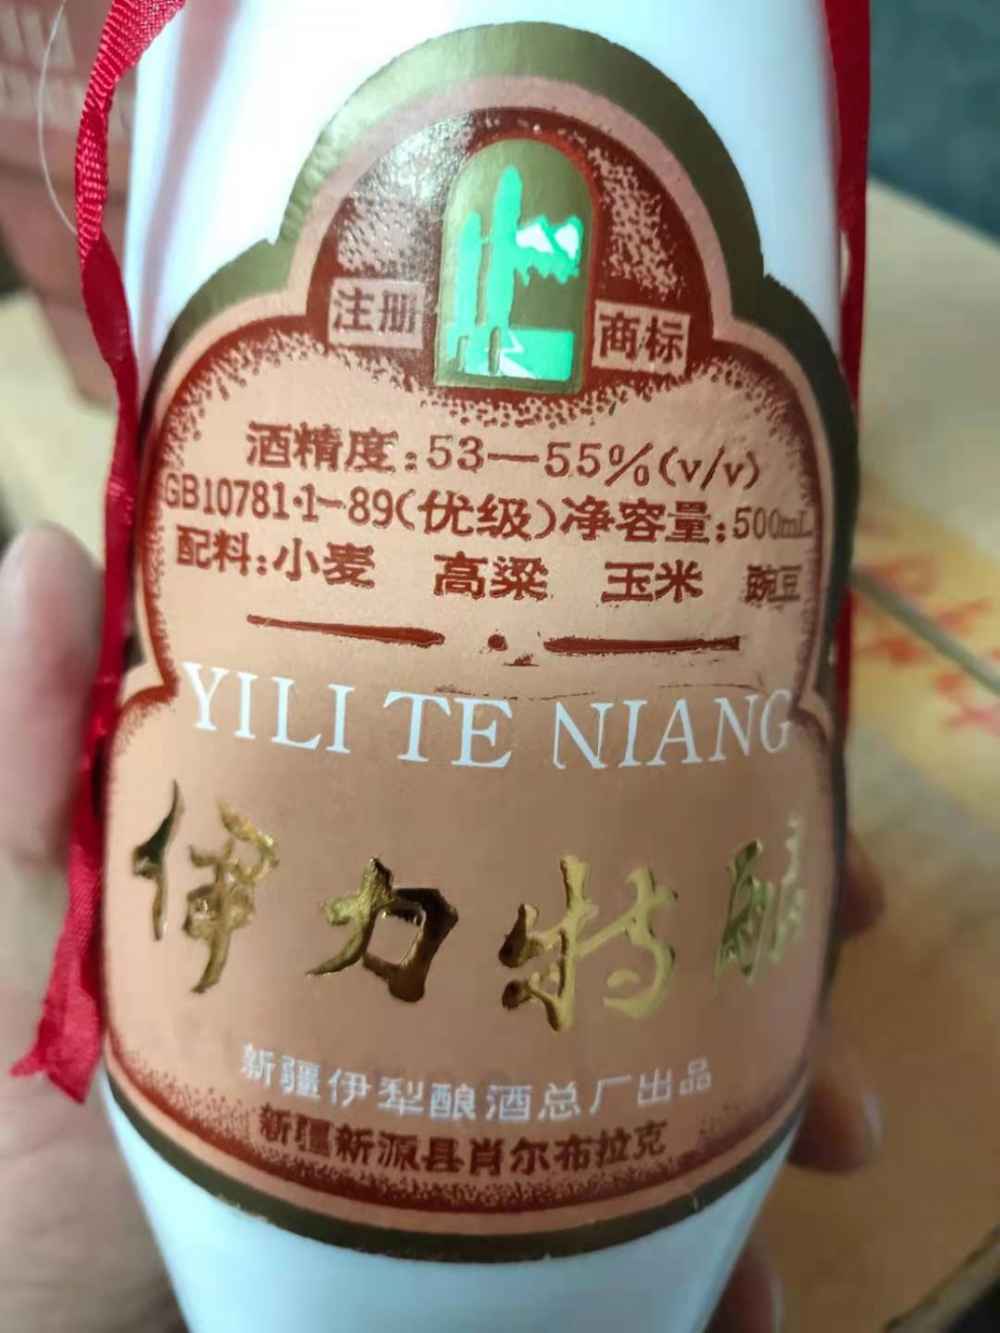 注册 商标
酒精度:53—55%(v/v)
GB10781·1—89(优级)净容量:500mL
配料:小麦 高粱 玉米 豌豆
YILI TE NIANG
伊力特酿
新疆伊犁酿酒总厂出品
新疆新源县肖尔布拉克